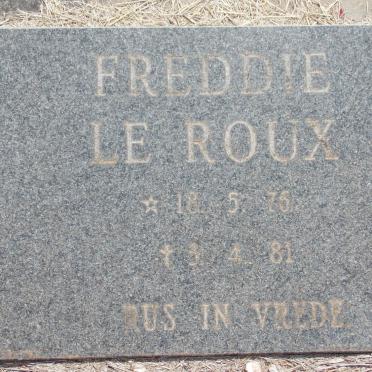 FREDDIE
LE ROUX
☆ 18. 5. 76.
✝ 3. 4. 81
RUS IN VREDE.